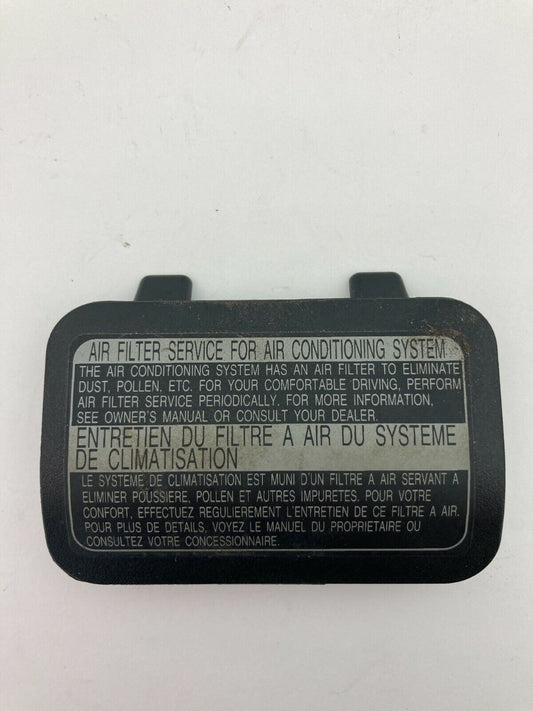 AIR FILTER SERVICE FOR AIR CONDITIONING SYSTEM
THE AIR CONDITIONING SYSTEM HAS AN AIR FILTER TO ELIMINATE
DUST, POLLEN, ETC. FOR YOUR COMFORTABLE DRIVING, PERFORM
AIR FILTER SERVICE PERIODICALLY. FOR MORE INFORMATION,
SEE OWNER'S MANUAL OR CONSULT YOUR DEALER.
ENTRETIEN DU FILTRE A AIR DU SYSTEME
DE CLIMATISATION
LE SYSTEME DE CLIMATISATION EST MUNI D'UN FILTRE A AIR SERVANT A
ELIMINER POUSSIERE, POLLEN ET AUTRES IMPURETES. POUR VOTRE
CONFORT, EFFECTUEZ REGULIEREMENT L'ENTRETIEN DE CE FILTRE A AIR.
POUR PLUS DE DETAILS, VOYEZ LE MANUEL DU PROPRIETAIRE OU
CONSULTEZ VOTRE CONCESSIONNAIRE.